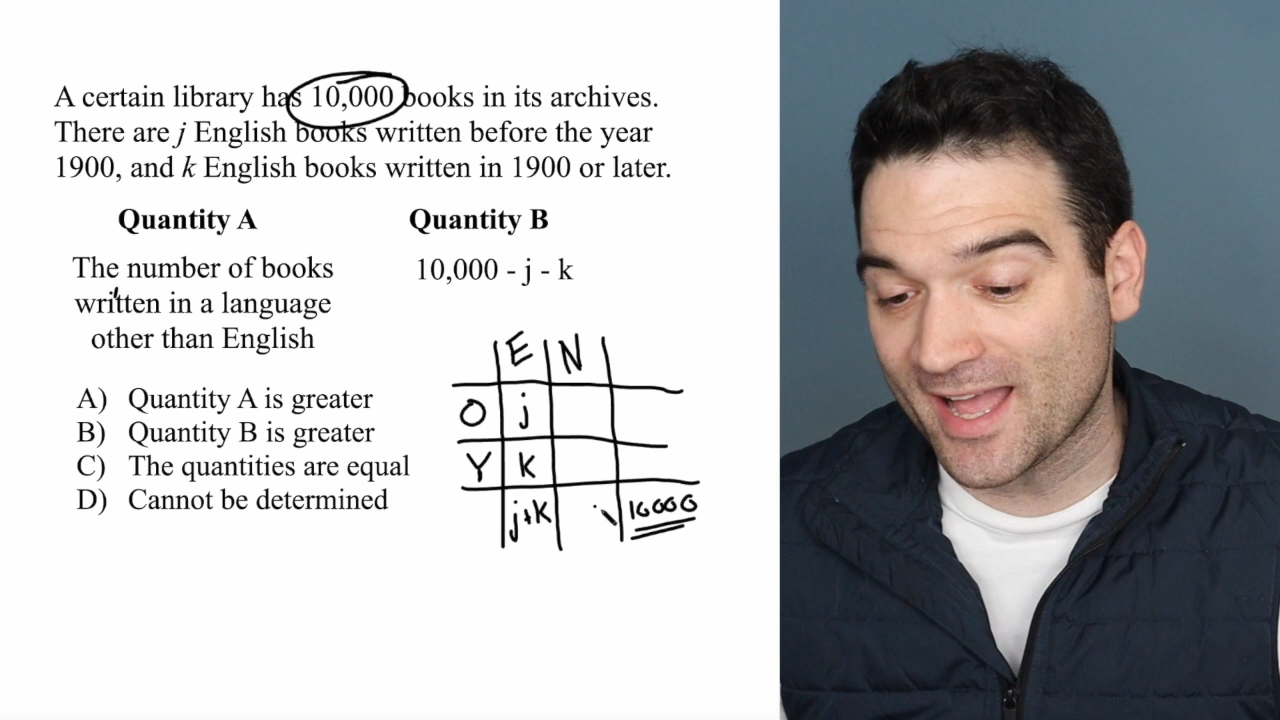 A certain library has 10,000 books in its archives.
There are j English books written before the year
1900, and k English books written in 1900 or later.
Quantity A Quantity B
The number of books
written in a language
other than English
10,000 - j - k
A) Quantity A is greater
B) Quantity B is greater
C) The quantities are equal
D) Cannot be determined
E N
O j
Y k
j+k 10000